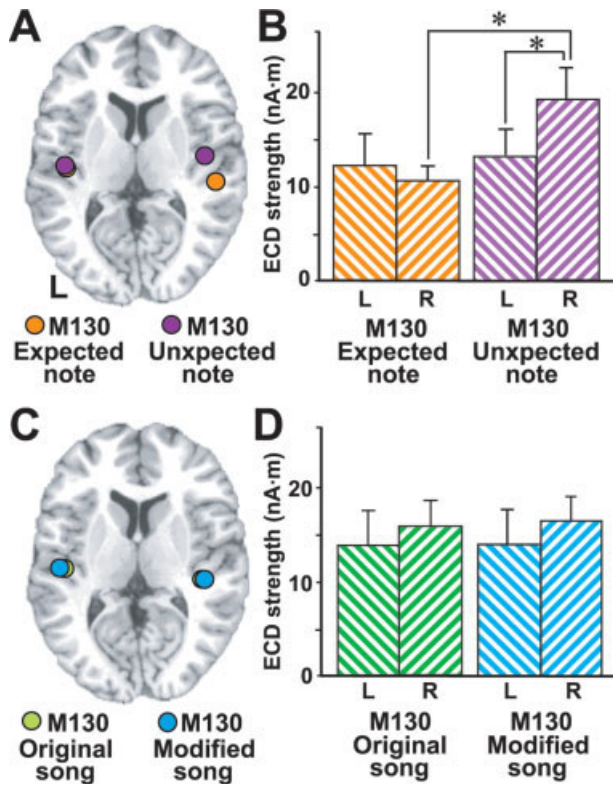 A
L
M130
Expected
note
M130
Unxpected
note
B
ECD strength (nA·m)
20
10
0
*
*
L
R
L
R
M130
Expected
note
M130
Unexpected
note
C
M130
Original
song
M130
Modified
song
D
ECD strength (nA·m)
20
10
0
L
R
L
R
M130
Original
song
M130
Modified
song